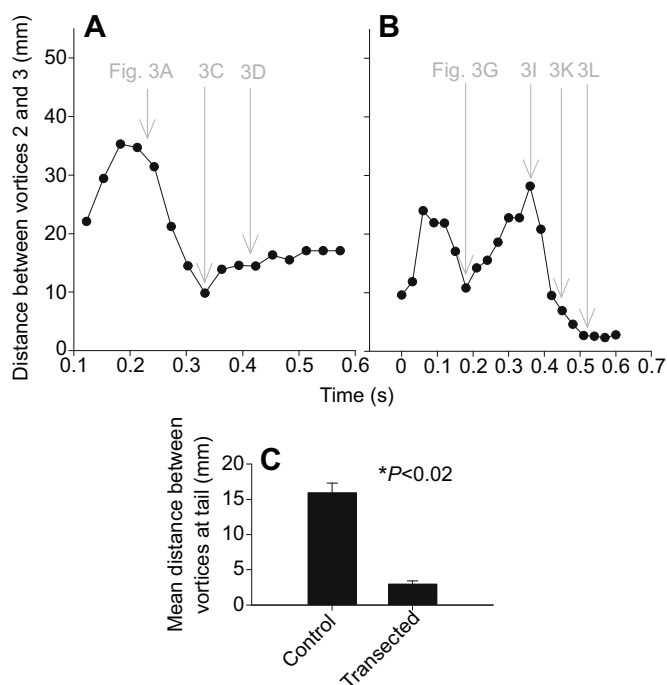 A
B
Distance between vortices 2 and 3 (mm)
50
40
30
20
10
0
Fig. 3A
3C
3D
Fig. 3G
3I
3K
3L
0.1
0.2
0.3
0.4
0.5
0.6
0
0.1
0.2
0.3
0.4
0.5
0.6
0.7
Time (s)
C
*P<0.02
Mean distance between
vortices at tail (mm)
20
15
10
5
0
Control
Transected